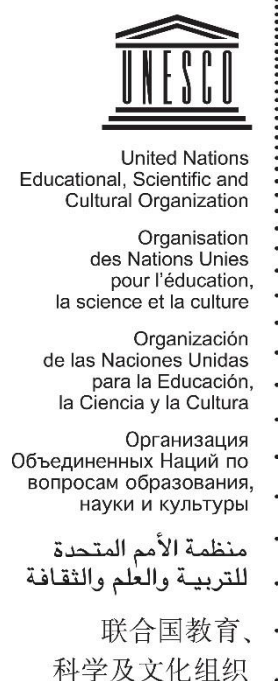 UNESCO
United Nations
Educational, Scientific and
Cultural Organization
Organisation
des Nations Unies
pour l'éducation,
la science et la culture
Organización
de las Naciones Unidas
para la Educación,
la Ciencia y la Cultura
Организация
Объединенных Наций по
вопросам образования,
науки и культуры
منظمة الأمم المتحدة
للتربية والعلم والثقافة
联合国教育、
科学及文化组织